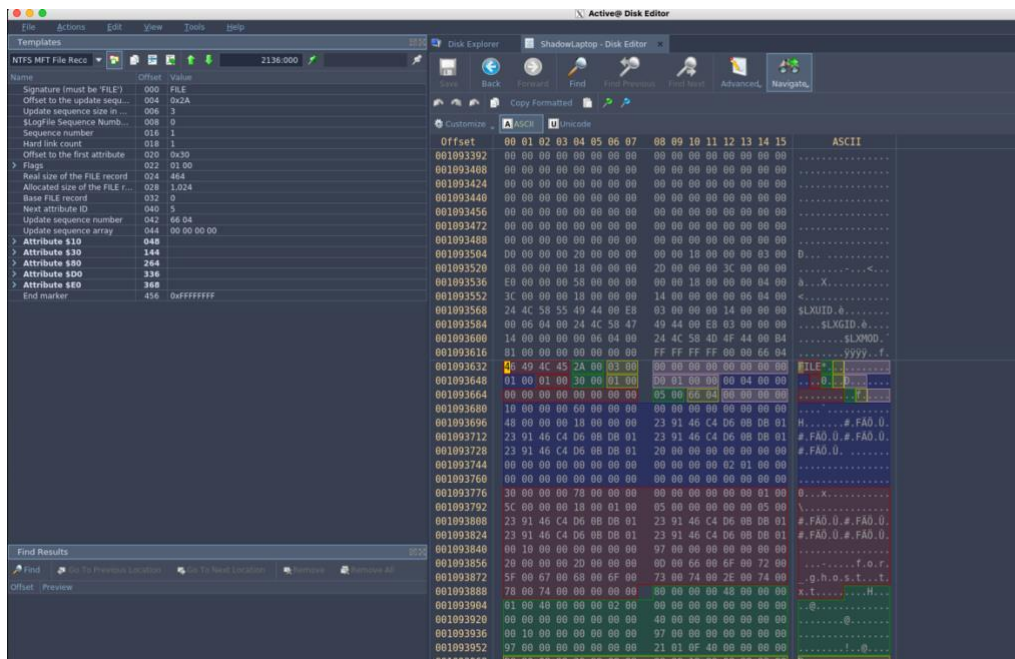 Active@ Disk Editor
File Actions Edit View Tools Help
Templates
NTFS MFT File Reco 2136:000
Name Offset Value
Signature (must be 'FILE') 000 FILE
Offset to the update sequ... 004 0x2A
Update sequence size in ... 006 3
$LogFile Sequence Numb... 008 0
Sequence number 016 1
Hard link count 018 1
Offset to the first attribute 020 0x30
> Flags 022 01 00
Real size of the FILE record 024 464
Allocated size of the FILE r... 028 1,024
Base FILE record 032 0
Next attribute ID 040 5
Update sequence number 042 66 04
Update sequence array 044 00 00 00 00
> Attribute $10 048
> Attribute $30 144
> Attribute $80 264
> Attribute $D0 336
> Attribute $E0 368
End marker 456 0xFFFFFFFF
Find Results
Find Go To Previous Location Go To Next Location Remove Remove All
Offset Preview
Disk Explorer ShadowLaptop - Disk Editor
Save Back Forward Find Find Previous Find Next Advanced Navigate
Copy Formatted
Customize A ASCII U Unicode
Offset 00 01 02 03 04 05 06 07 08 09 10 11 12 13 14 15 ASCII
001093392 00 00 00 00 00 00 00 00 00 00 00 00 00 00 00 00 ................
001093408 00 00 00 00 00 00 00 00 00 00 00 00 00 00 00 00 ................
001093424 00 00 00 00 00 00 00 00 00 00 00 00 00 00 00 00 ................
001093440 00 00 00 00 00 00 00 00 00 00 00 00 00 00 00 00 ................
001093456 00 00 00 00 00 00 00 00 00 00 00 00 00 00 00 00 ................
001093472 00 00 00 00 00 00 00 00 00 00 00 00 00 00 00 00 ................
001093488 00 00 00 00 00 00 00 00 00 00 00 00 00 00 00 00 ................
001093504 D0 00 00 00 20 00 00 00 00 00 18 00 00 00 03 00 Ð... ...........
001093520 08 00 00 00 18 00 00 00 2D 00 00 00 3C 00 00 00 ........-...<...
001093536 E0 00 00 00 58 00 00 00 00 00 18 00 00 00 04 00 à...X...........
001093552 3C 00 00 00 18 00 00 00 14 00 00 00 00 06 04 00 <...............
001093568 24 4C 58 55 49 44 00 E8 03 00 00 00 14 00 00 00 $LXUID.è........
001093584 00 06 04 00 24 4C 58 47 49 44 00 E8 03 00 00 00 ....$LXGID.è....
001093600 14 00 00 00 00 06 04 00 24 4C 58 4D 4F 44 00 B4 ........$LXMOD.´
001093616 81 00 00 00 00 00 00 00 FF FF FF FF 00 00 66 04 ........ÿÿÿÿ..f.
001093632 46 49 4C 45 2A 00 03 00 00 00 00 00 00 00 00 00 FILE*...........
001093648 01 00 01 00 30 00 01 00 D0 01 00 00 00 04 00 00 ....0...Ð.......
001093664 00 00 00 00 00 00 00 00 05 00 66 04 00 00 00 00 ..........f.....
001093680 10 00 00 00 60 00 00 00 00 00 00 00 00 00 00 00 ....`...........
001093696 48 00 00 00 18 00 00 00 23 91 46 C4 D6 0B DB 01 H.......#.FÄÖ.Û.
001093712 23 91 46 C4 D6 0B DB 01 23 91 46 C4 D6 0B DB 01 #.FÄÖ.Û.#.FÄÖ.Û.
001093728 23 91 46 C4 D6 0B DB 01 20 00 00 00 00 00 00 00 #.FÄÖ.Û. .......
001093744 00 00 00 00 00 00 00 00 00 00 00 00 02 01 00 00 ................
001093760 00 00 00 00 00 00 00 00 00 00 00 00 00 00 00 00 ................
001093776 30 00 00 00 78 00 00 00 00 00 00 00 00 00 01 00 0...x...........
001093792 5C 00 00 00 18 00 01 00 05 00 00 00 00 00 05 00 \...............
001093808 23 91 46 C4 D6 0B DB 01 23 91 46 C4 D6 0B DB 01 #.FÄÖ.Û.#.FÄÖ.Û.
001093824 23 91 46 C4 D6 0B DB 01 23 91 46 C4 D6 0B DB 01 #.FÄÖ.Û.#.FÄÖ.Û.
001093840 00 10 00 00 00 00 00 00 97 00 00 00 00 00 00 00 ................
001093856 20 00 00 00 2D 00 00 00 0D 00 66 00 6F 00 72 00 ...-.....f.o.r.
001093872 5F 00 67 00 68 00 6F 00 73 00 74 00 2E 00 74 00 _.g.h.o.s.t...t.
001093888 78 00 74 00 00 00 00 00 80 00 00 00 48 00 00 00 x.t.........H...
001093904 01 00 40 00 00 00 02 00 00 00 00 00 00 00 00 00 ..@.............
001093920 00 00 00 00 00 00 00 00 40 00 00 00 00 00 00 00 ........@.......
001093936 00 10 00 00 00 00 00 00 97 00 00 00 00 00 00 00 ................
001093952 97 00 00 00 00 00 00 00 21 01 0F 40 00 00 00 00 ........!..@....